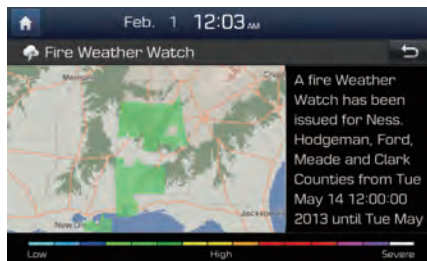 Feb. 1 12:03 AM
Fire Weather Watch
A fire Weather
Watch has been
issued for Ness.
Hodgeman, Ford,
Meade and Clark
Counties from Tue
May 14 12:00:00
2013 until Tue May
Low High Severe